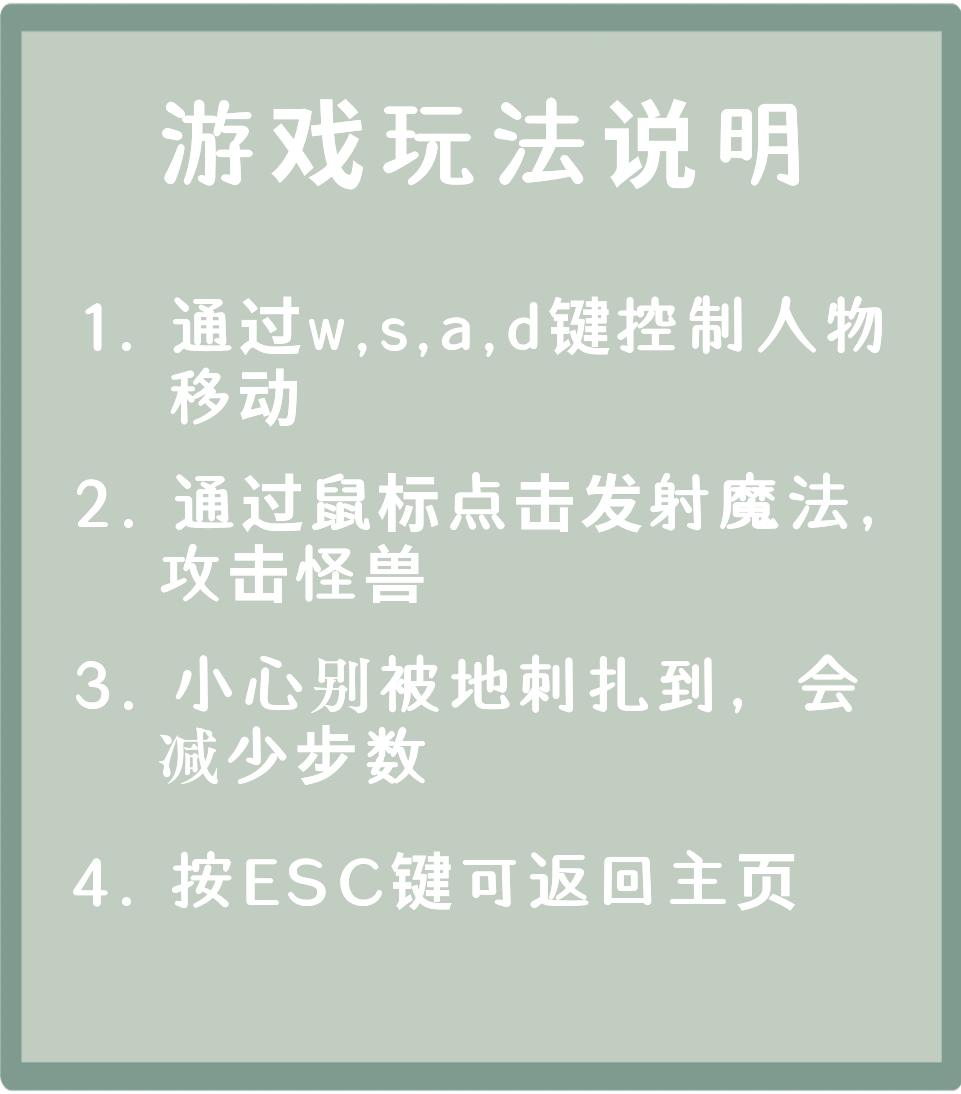 游戏玩法说明
1. 通过w,s,a,d键控制人物
移动
2. 通过鼠标点击发射魔法，
攻击怪兽
3. 小心别被地刺扎到，会
减少步数
4. 按ESC键可返回主页